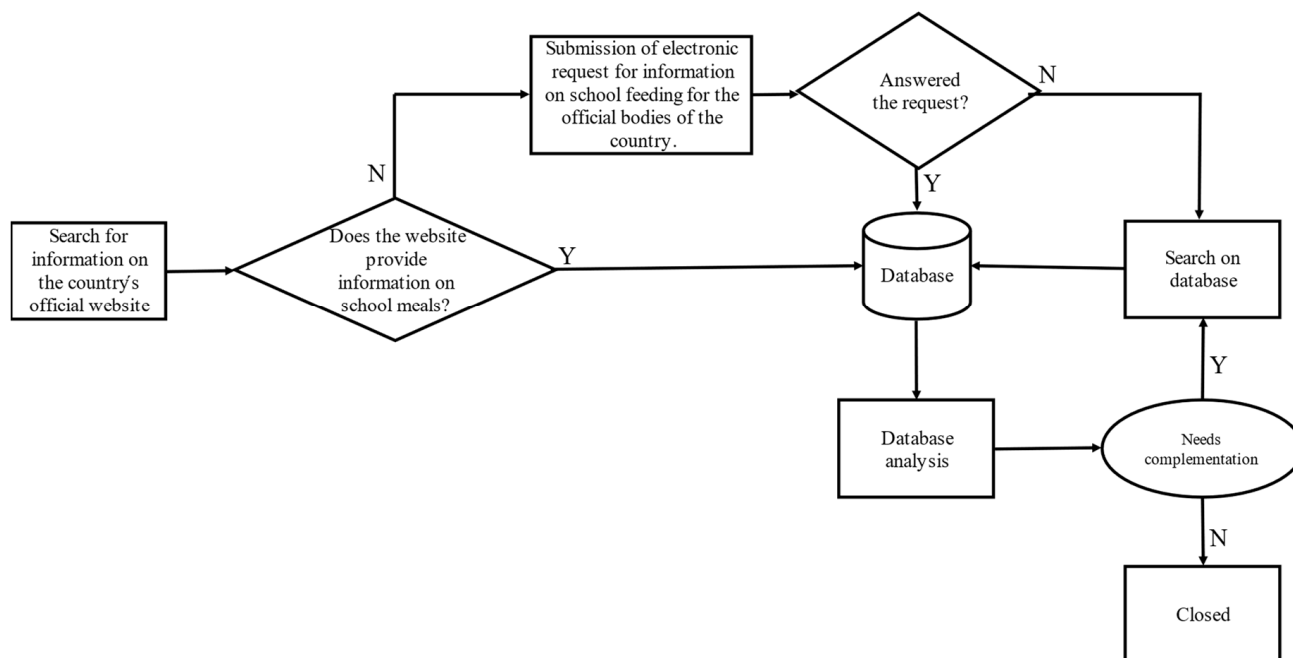 Submission of electronic
request for information
on school feeding for the
official bodies of the
country.
Answered
the request?
N
N
Y
Search for
information on
the country's
official website
Does the website
provide
information on
school meals?
Y
Database
Search on
database
Y
Database
analysis
Needs
complementation
N
Closed